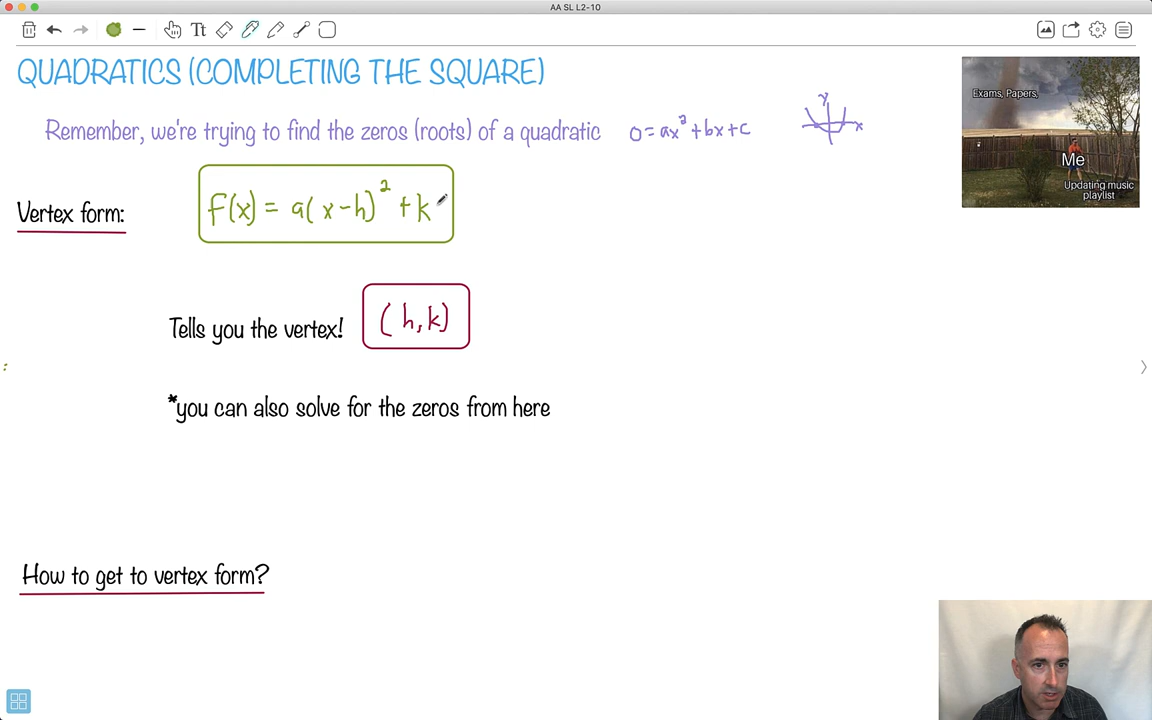 AA SL L2-10
Tt
QUADRATICS (COMPLETING THE SQUARE)
Remember, we're trying to find the zeros (roots) of a quadratic 0 = ax² + bx + c
y
x
Exams, Papers,
Me
Updating music
playlist
Vertex form: f(x) = a(x-h)² + k
Tells you the vertex! (h, k)
*you can also solve for the zeros from here
How to get to vertex form?